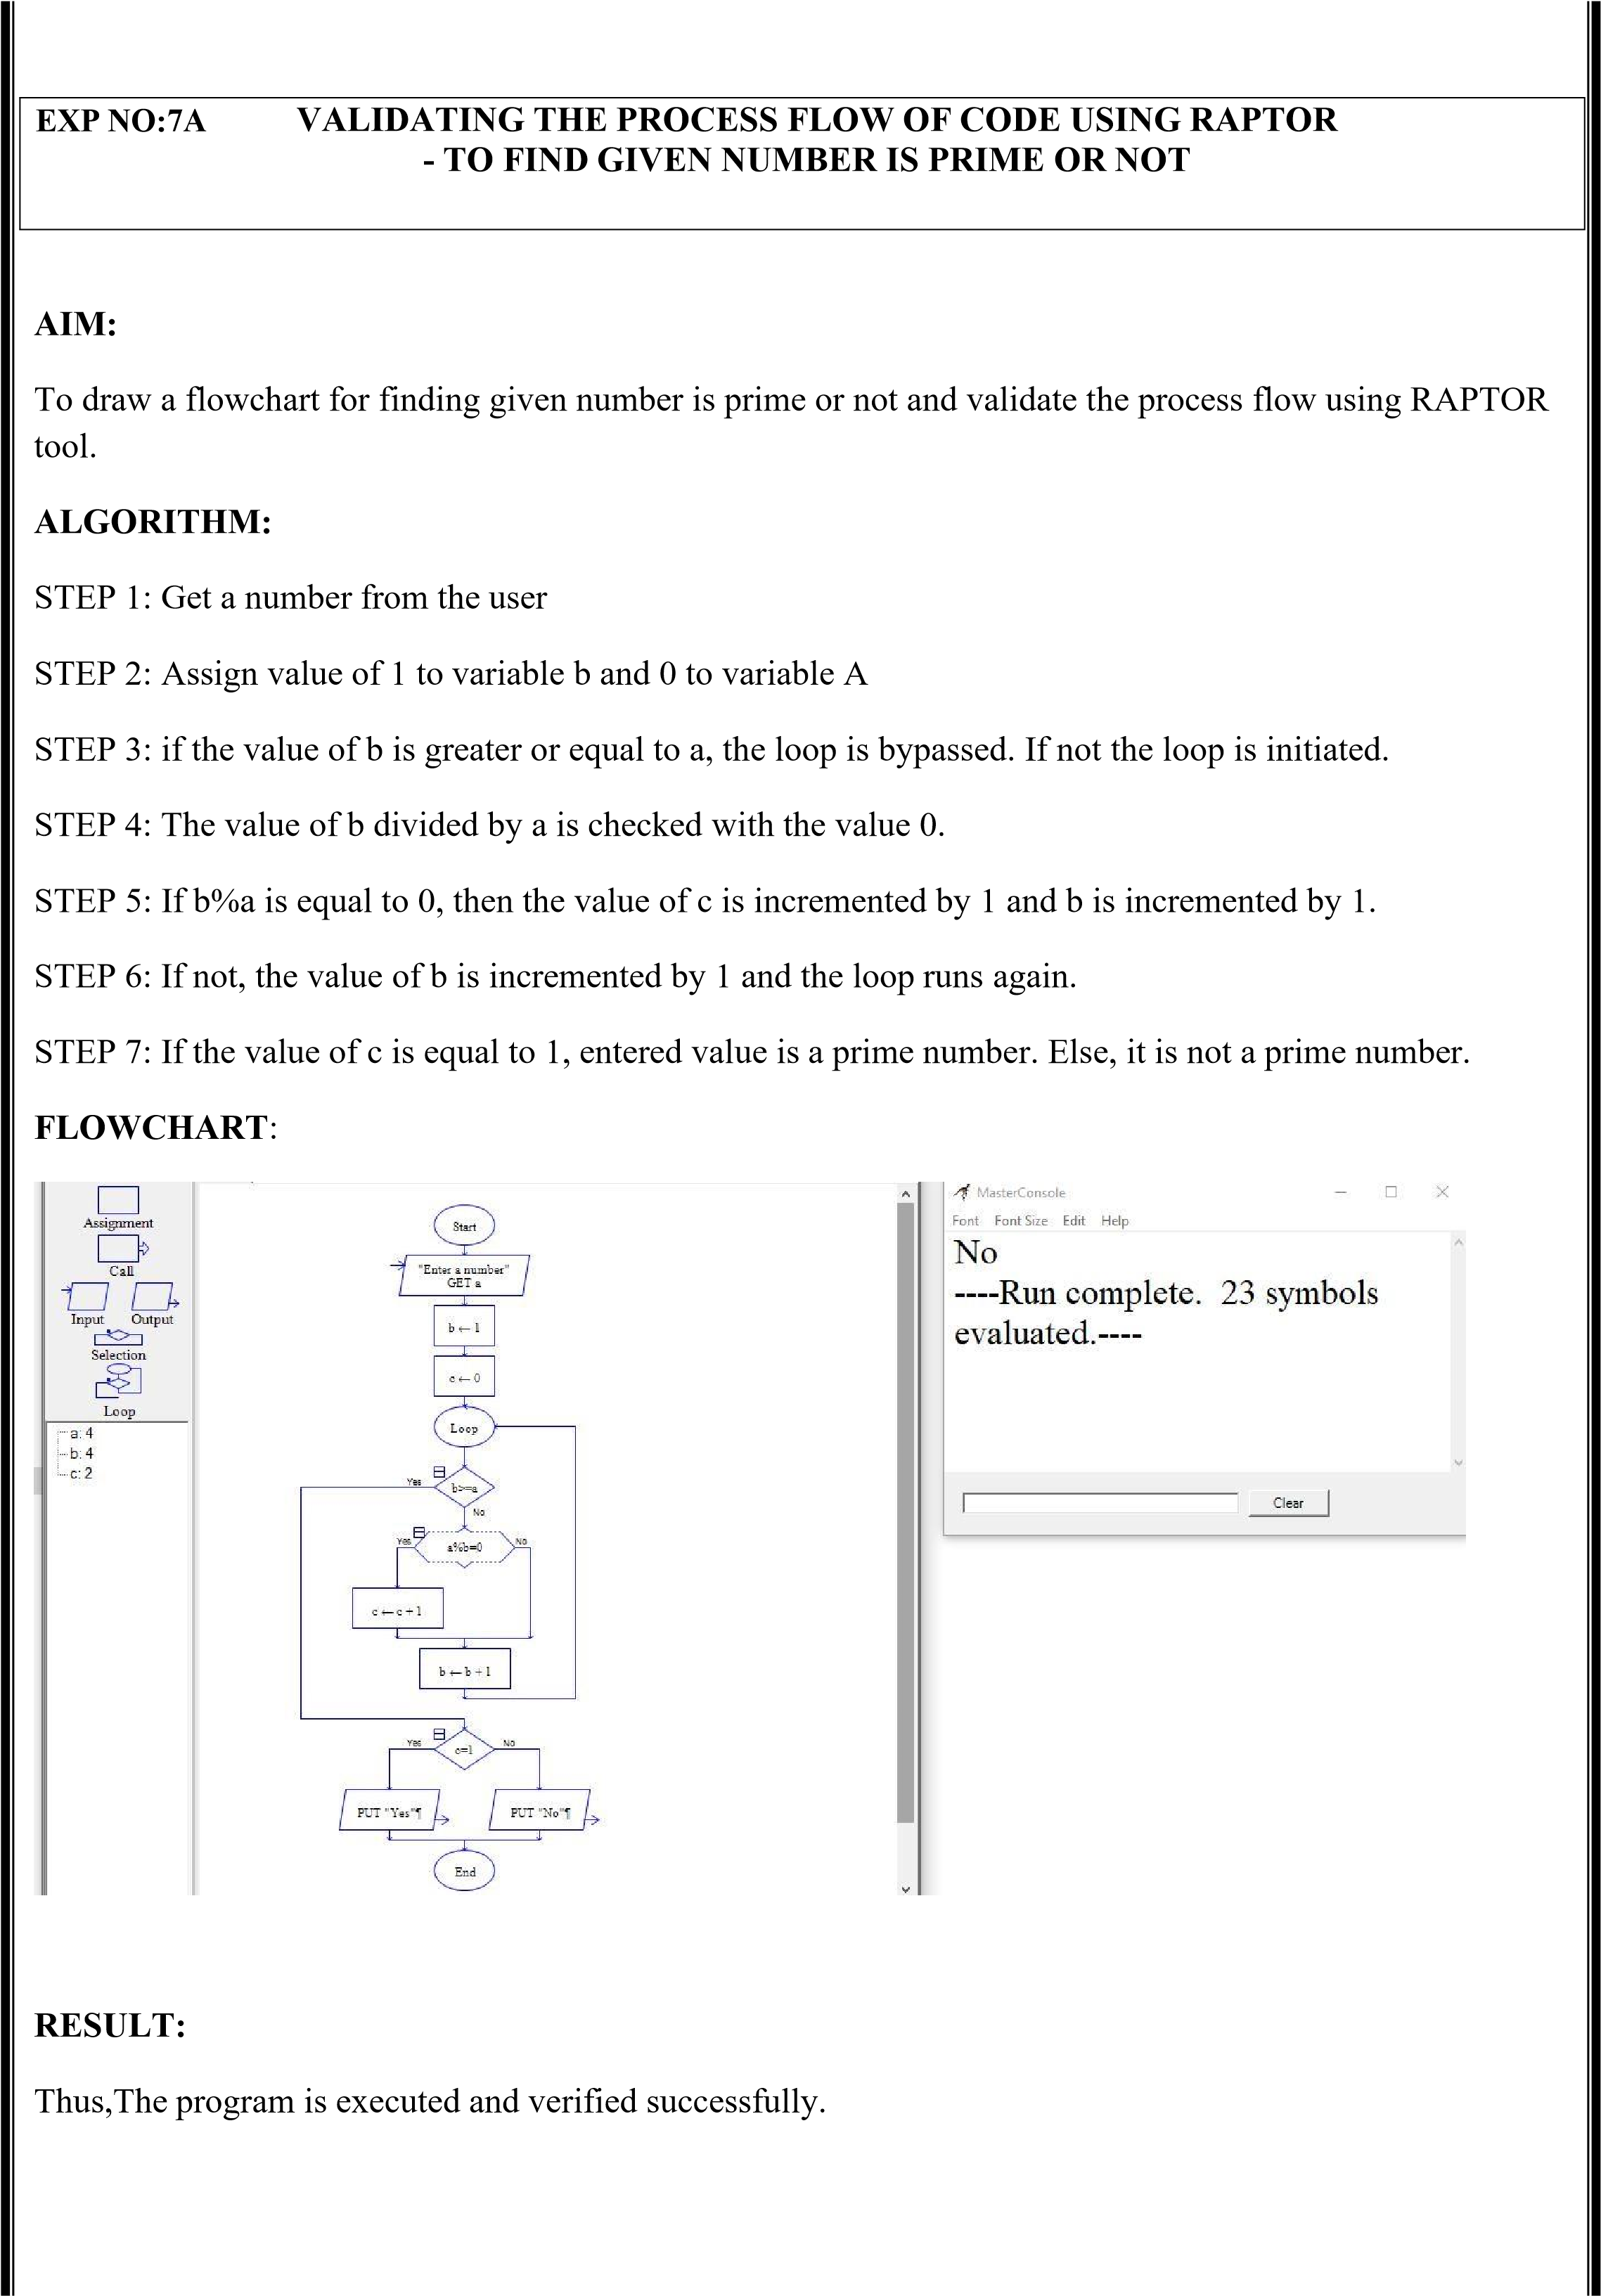 EXP NO:7A VALIDATING THE PROCESS FLOW OF CODE USING RAPTOR
- TO FIND GIVEN NUMBER IS PRIME OR NOT
AIM:
To draw a flowchart for finding given number is prime or not and validate the process flow using RAPTOR
tool.
ALGORITHM:
STEP 1: Get a number from the user
STEP 2: Assign value of 1 to variable b and 0 to variable A
STEP 3: if the value of b is greater or equal to a, the loop is bypassed. If not the loop is initiated.
STEP 4: The value of b divided by a is checked with the value 0.
STEP 5: If b%a is equal to 0, then the value of c is incremented by 1 and b is incremented by 1.
STEP 6: If not, the value of b is incremented by 1 and the loop runs again.
STEP 7: If the value of c is equal to 1, entered value is a prime number. Else, it is not a prime number.
FLOWCHART:
Assignment
Call
Input Output
Selection
Loop
a: 4
b: 4
c: 2
Start
"Enter a number"
GET a
b ← 1
c ← 0
Loop
Yes
b>=a
No
Yes
a%b=0
No
c ← c + 1
b ← b + 1
Yes
c=1
No
PUT "Yes"¶
PUT "No"¶
End
MasterConsole
Font Font Size Edit Help
No
----Run complete. 23 symbols
evaluated.----
Clear
RESULT:
Thus,The program is executed and verified successfully.